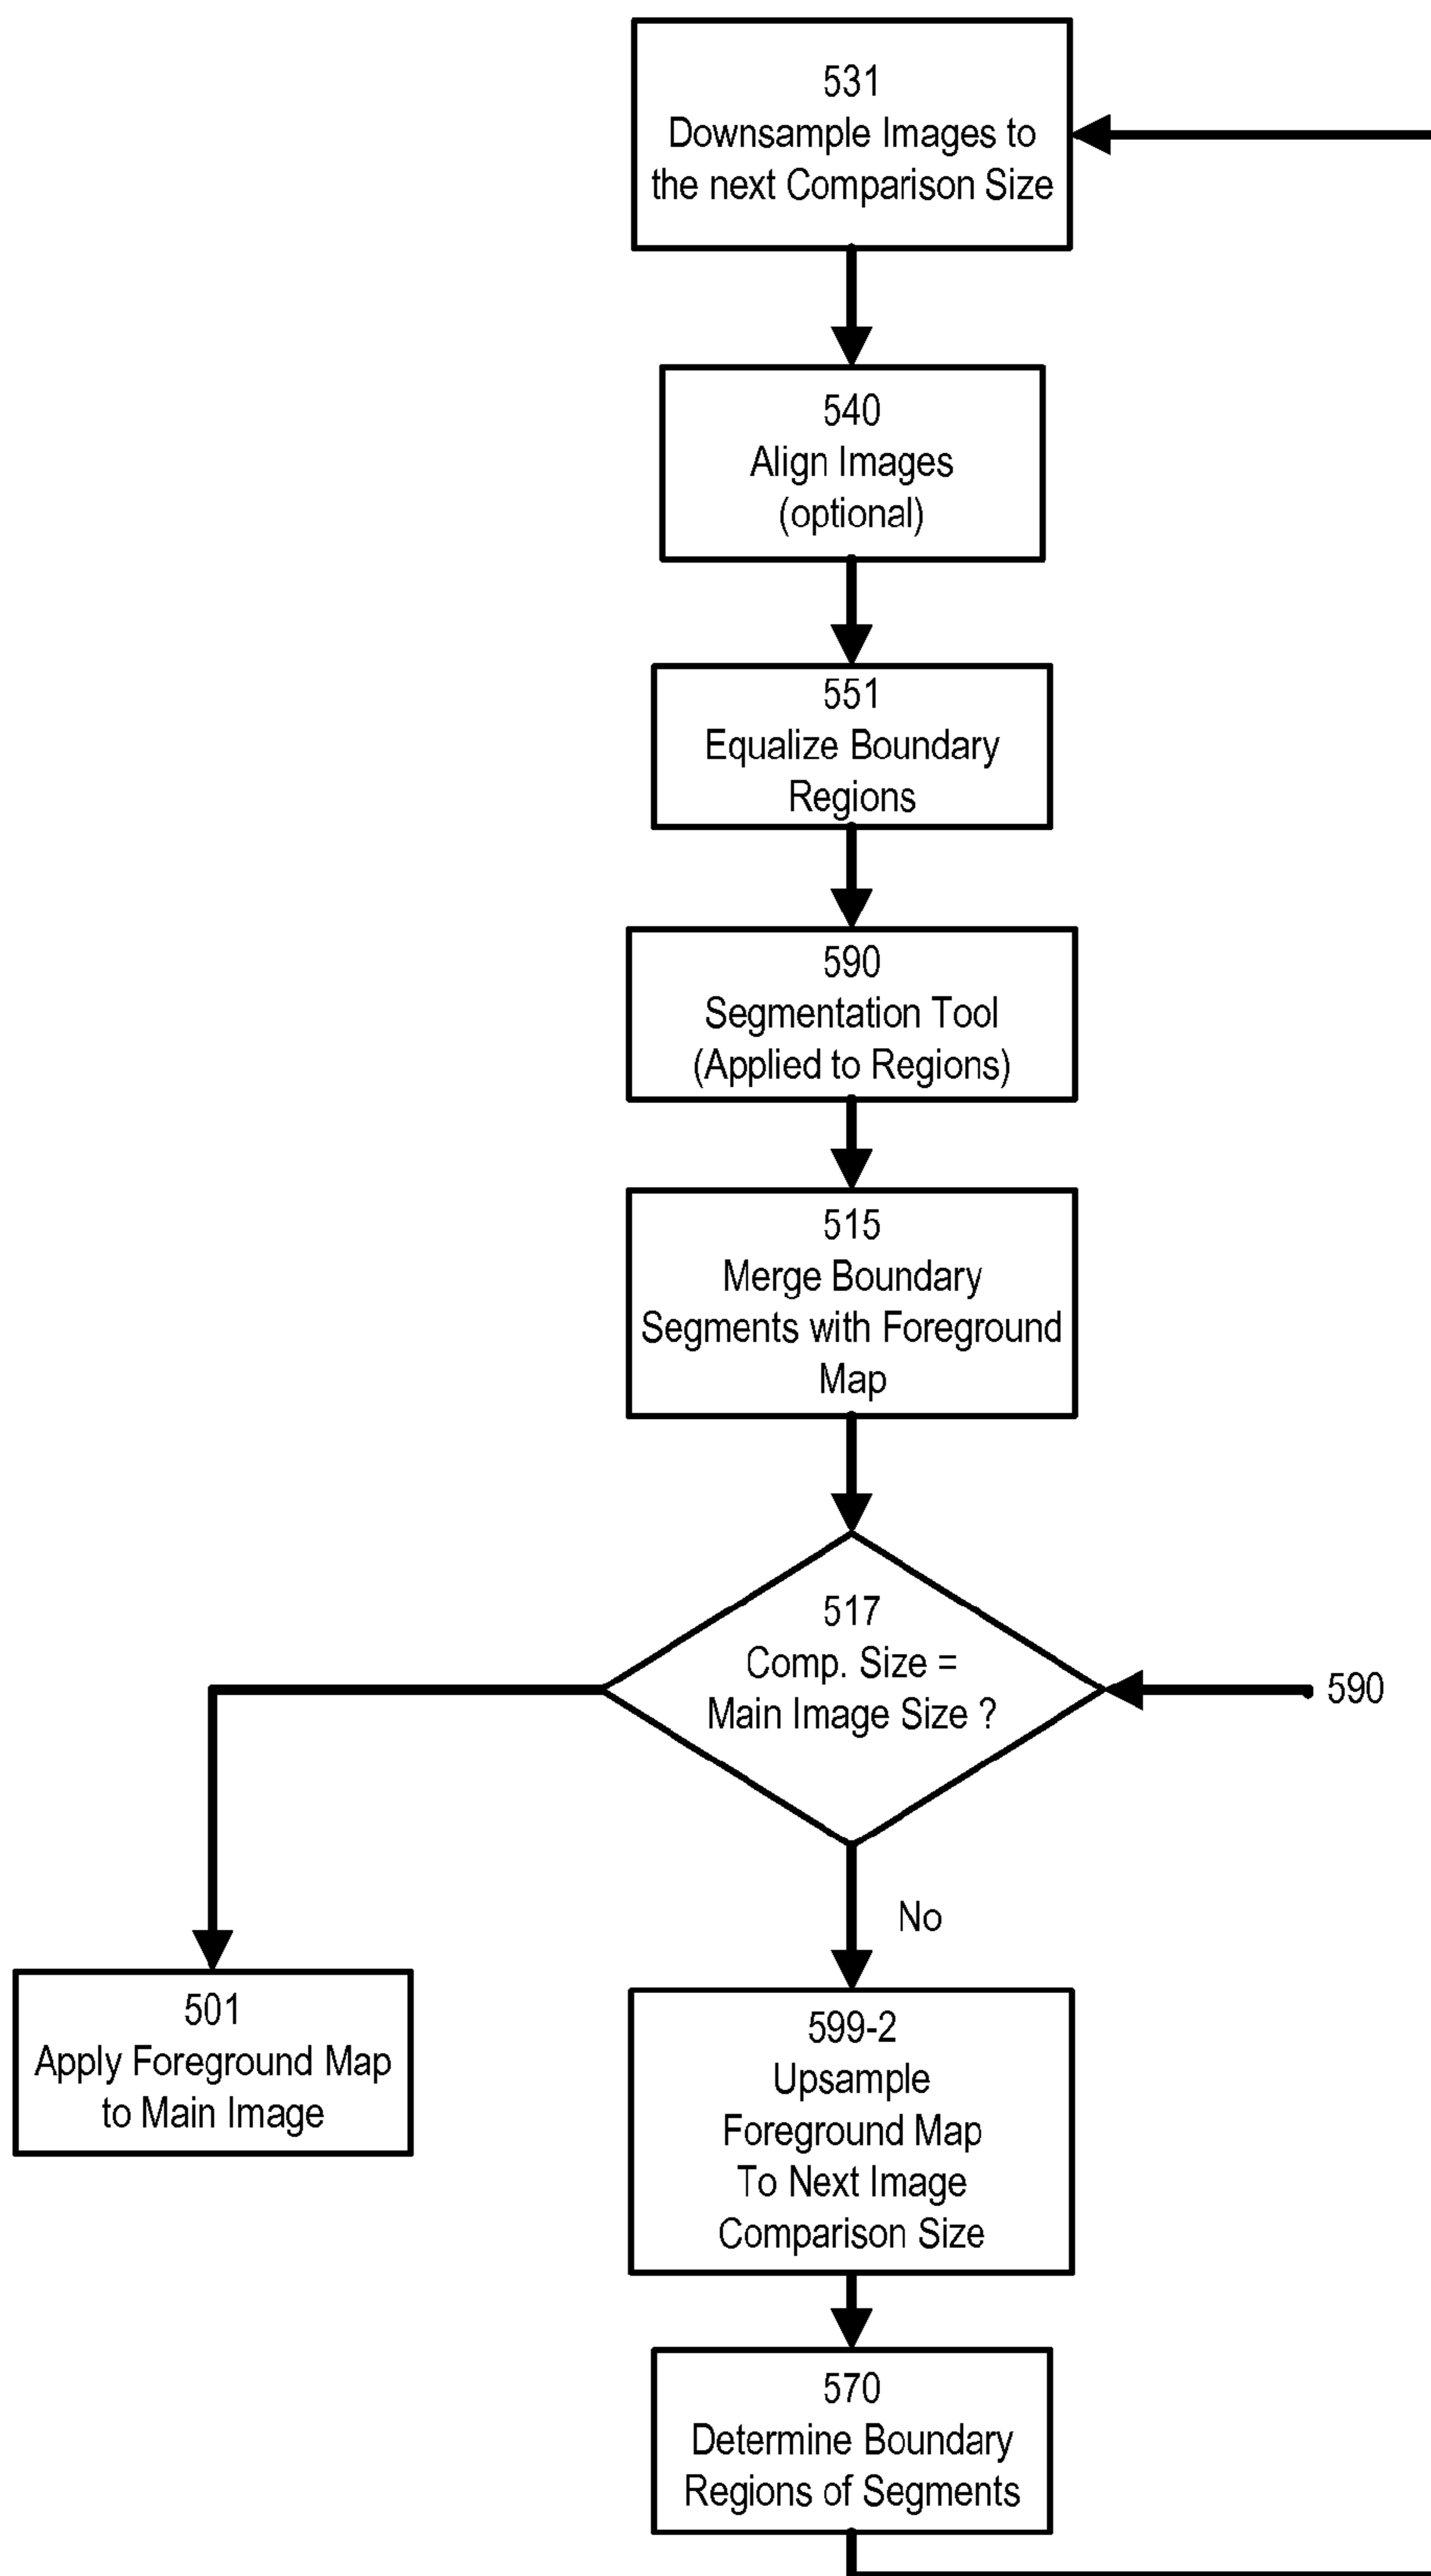 531
Downsample Images to
the next Comparison Size
540
Align Images
(optional)
551
Equalize Boundary
Regions
590
Segmentation Tool
(Applied to Regions)
515
Merge Boundary
Segments with Foreground
Map
517
Comp. Size =
Main Image Size ?
590
No
501
Apply Foreground Map
to Main Image
599-2
Upsample
Foreground Map
To Next Image
Comparison Size
570
Determine Boundary
Regions of Segments